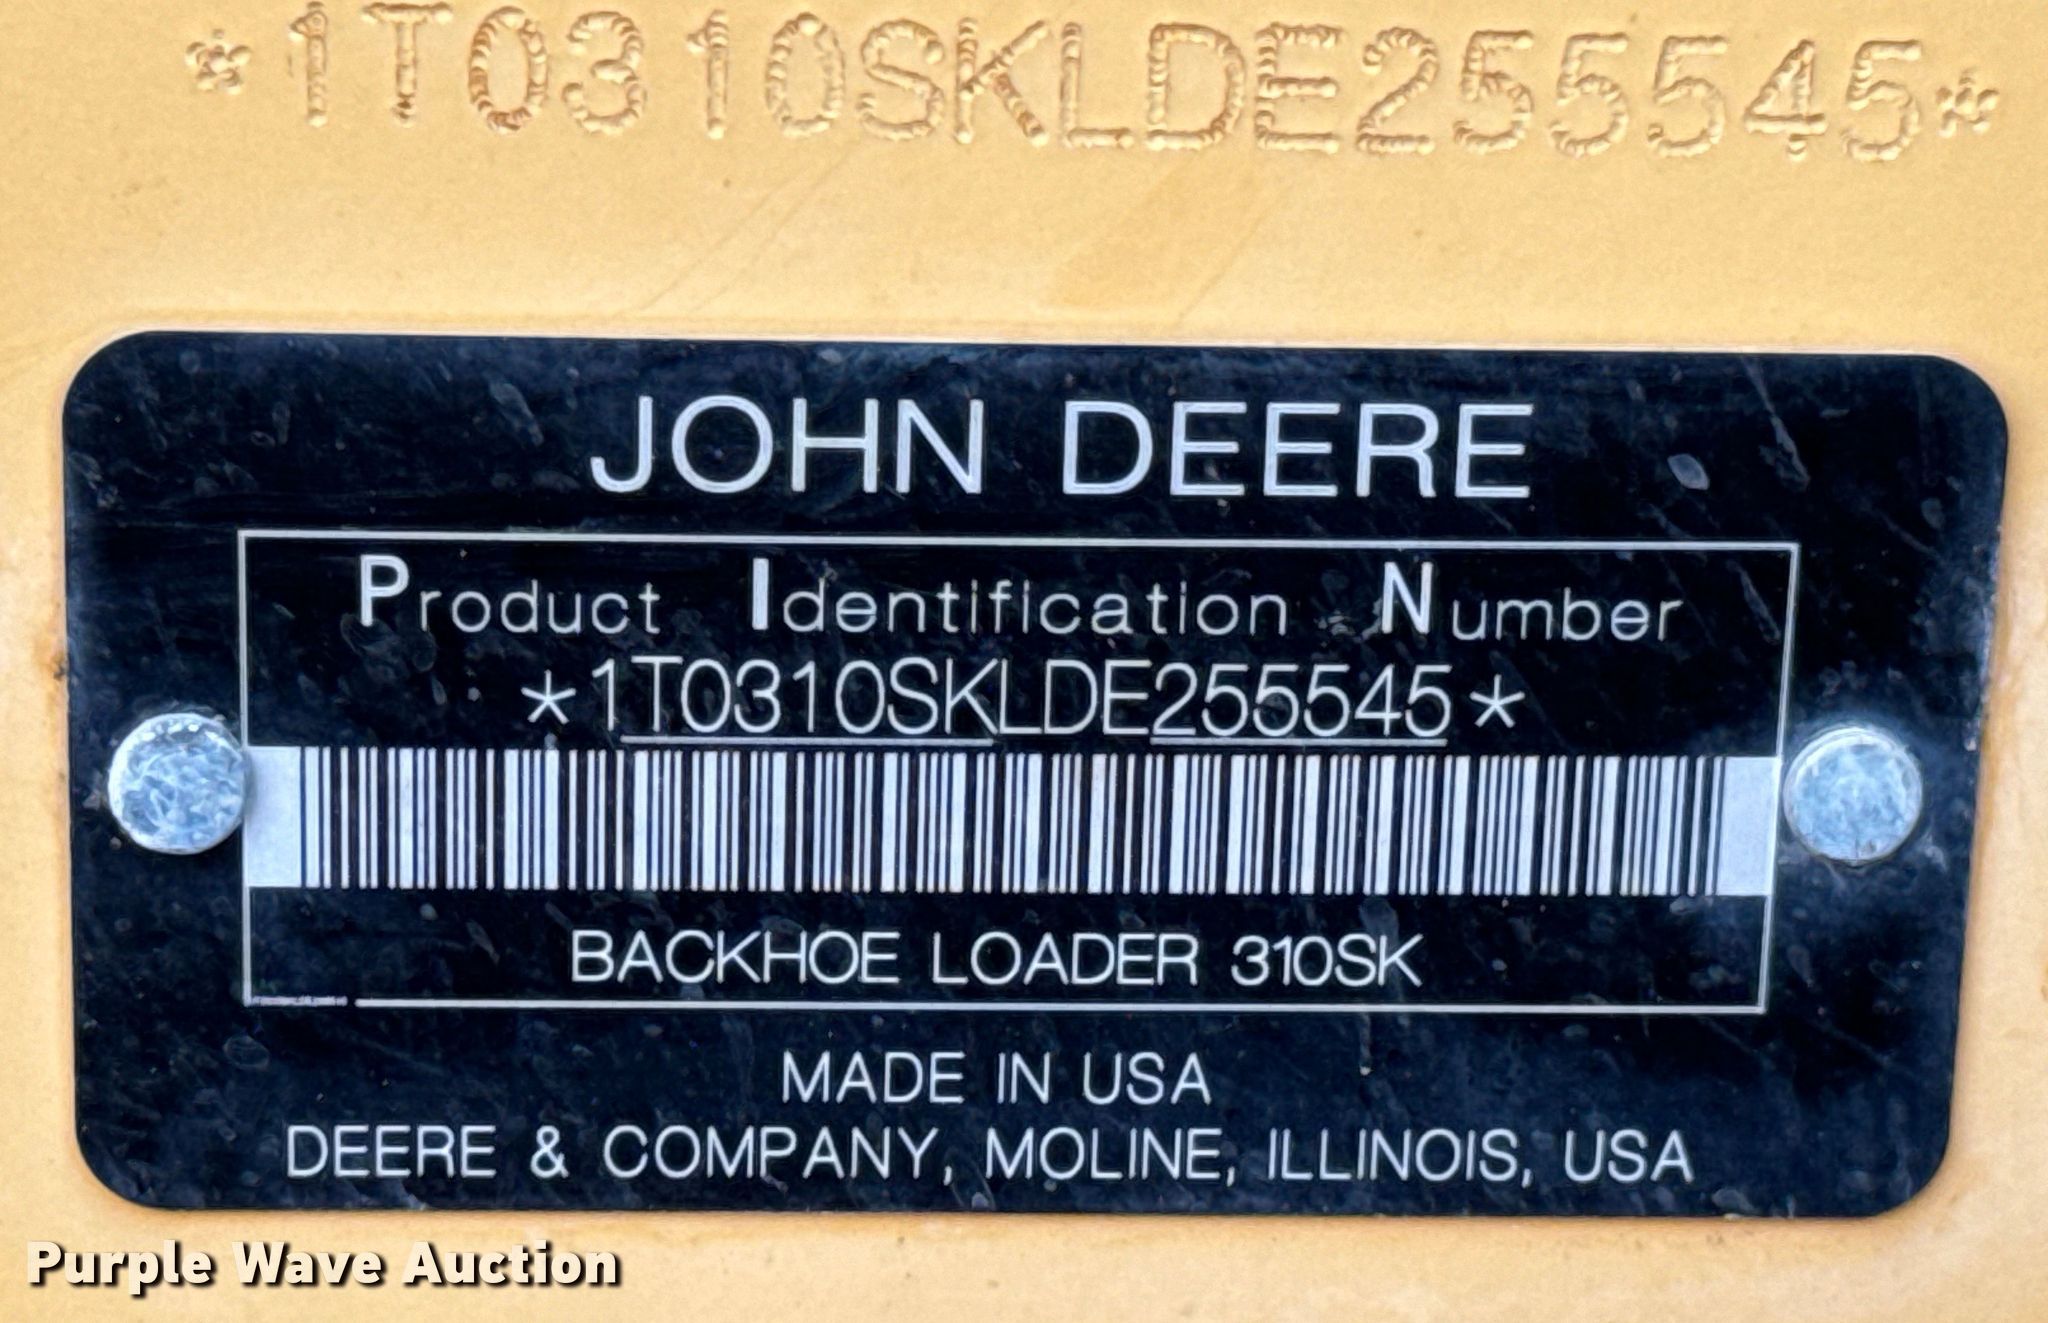 *1T0310SKLDE255545*
JOHN DEERE
Product Identification Number
*1T0310SKLDE255545*
BACKHOE LOADER 310SK
MADE IN USA
DEERE & COMPANY, MOLINE, ILLINOIS, USA
Purple Wave Auction